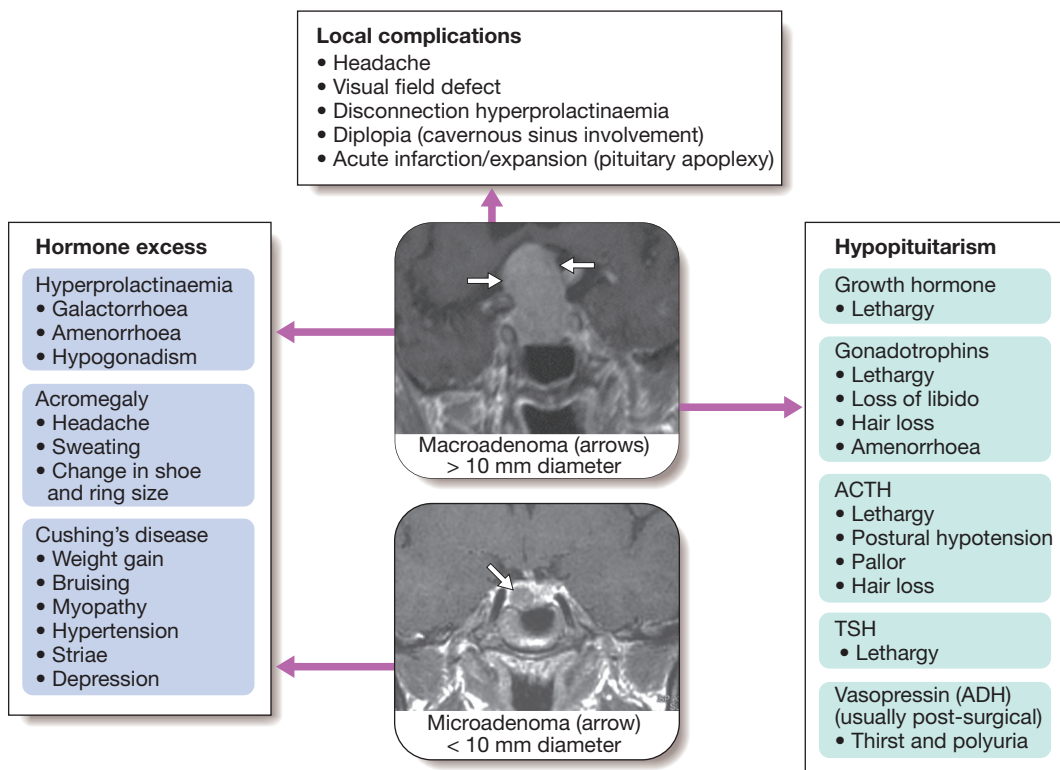 Local complications
• Headache
• Visual field defect
• Disconnection hyperprolactinaemia
• Diplopia (cavernous sinus involvement)
• Acute infarction/expansion (pituitary apoplexy)
Hormone excess
Hyperprolactinaemia
• Galactorrhoea
• Amenorrhoea
• Hypogonadism
Acromegaly
• Headache
• Sweating
• Change in shoe
and ring size
Cushing's disease
• Weight gain
• Bruising
• Myopathy
• Hypertension
• Striae
• Depression
Macroadenoma (arrows)
> 10 mm diameter
Microadenoma (arrow)
< 10 mm diameter
Hypopituitarism
Growth hormone
• Lethargy
Gonadotrophins
• Lethargy
• Loss of libido
• Hair loss
• Amenorrhoea
ACTH
• Lethargy
• Postural hypotension
• Pallor
• Hair loss
TSH
• Lethargy
Vasopressin (ADH)
(usually post-surgical)
• Thirst and polyuria